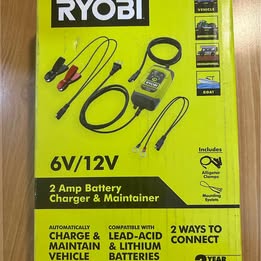 RYOBI
VEHICLE
BOAT
Includes
Alligator
Clamps
Mounting
Eyelets
6V/12V
2 Amp Battery
Charger & Maintainer
AUTOMATICALLY
CHARGE &
MAINTAIN
VEHICLE
COMPATIBLE WITH
LEAD-ACID
& LITHIUM
BATTERIES
2 WAYS TO
CONNECT
YEAR